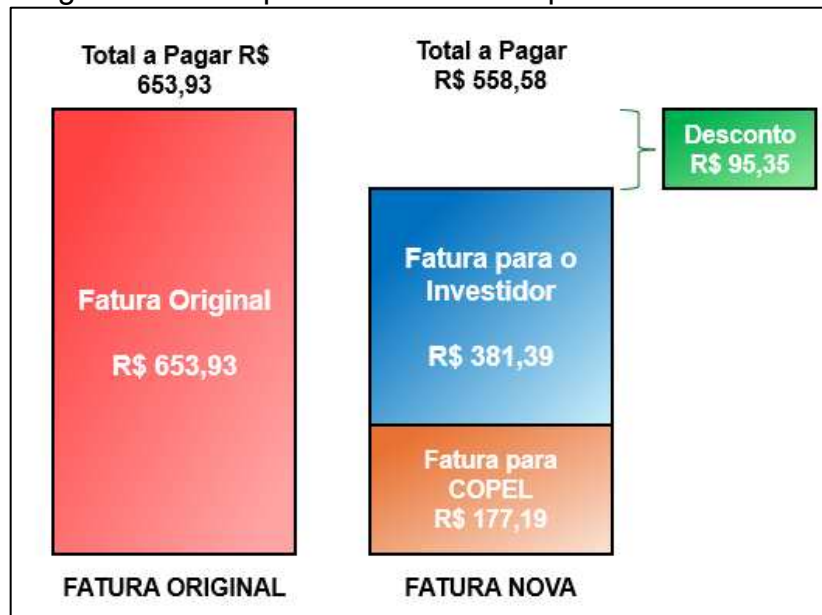 Total a Pagar R$
653,93
Total a Pagar
R$ 558,58
Desconto
R$ 95,35
Fatura Original
R$ 653,93
Fatura para o
Investidor
R$ 381,39
Fatura para
COPEL
R$ 177,19
FATURA ORIGINAL
FATURA NOVA